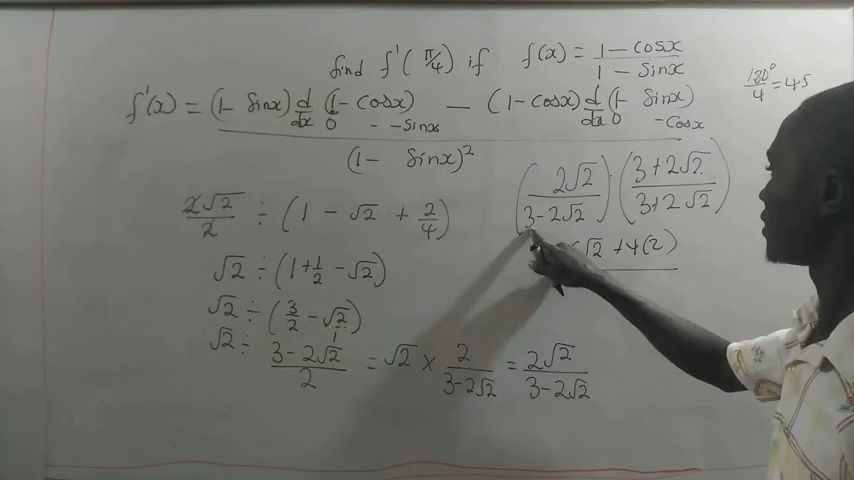 find f'(π/4) if f(x) = (1 - cosx)/(1 - sinx)
180°/4 = 45
f'(x) = (1- sinx) d/dx (1- cosx) - (1-cosx) d/dx (1- sinx)
0 - -sinx 0 -cosx
(1- sinx)²
(2√2/(3-2√2)) · ((3+2√2)/(3+2√2))
2√2/2 ÷ (1 - √2 + 2/4)
√2 + 4(2)
√2 ÷ (1+1/2 - √2)
√2 ÷ (3/2 - √2)
√2 ÷ (3-2√2)/2 = √2 × 2/(3-2√2) = 2√2/(3-2√2)